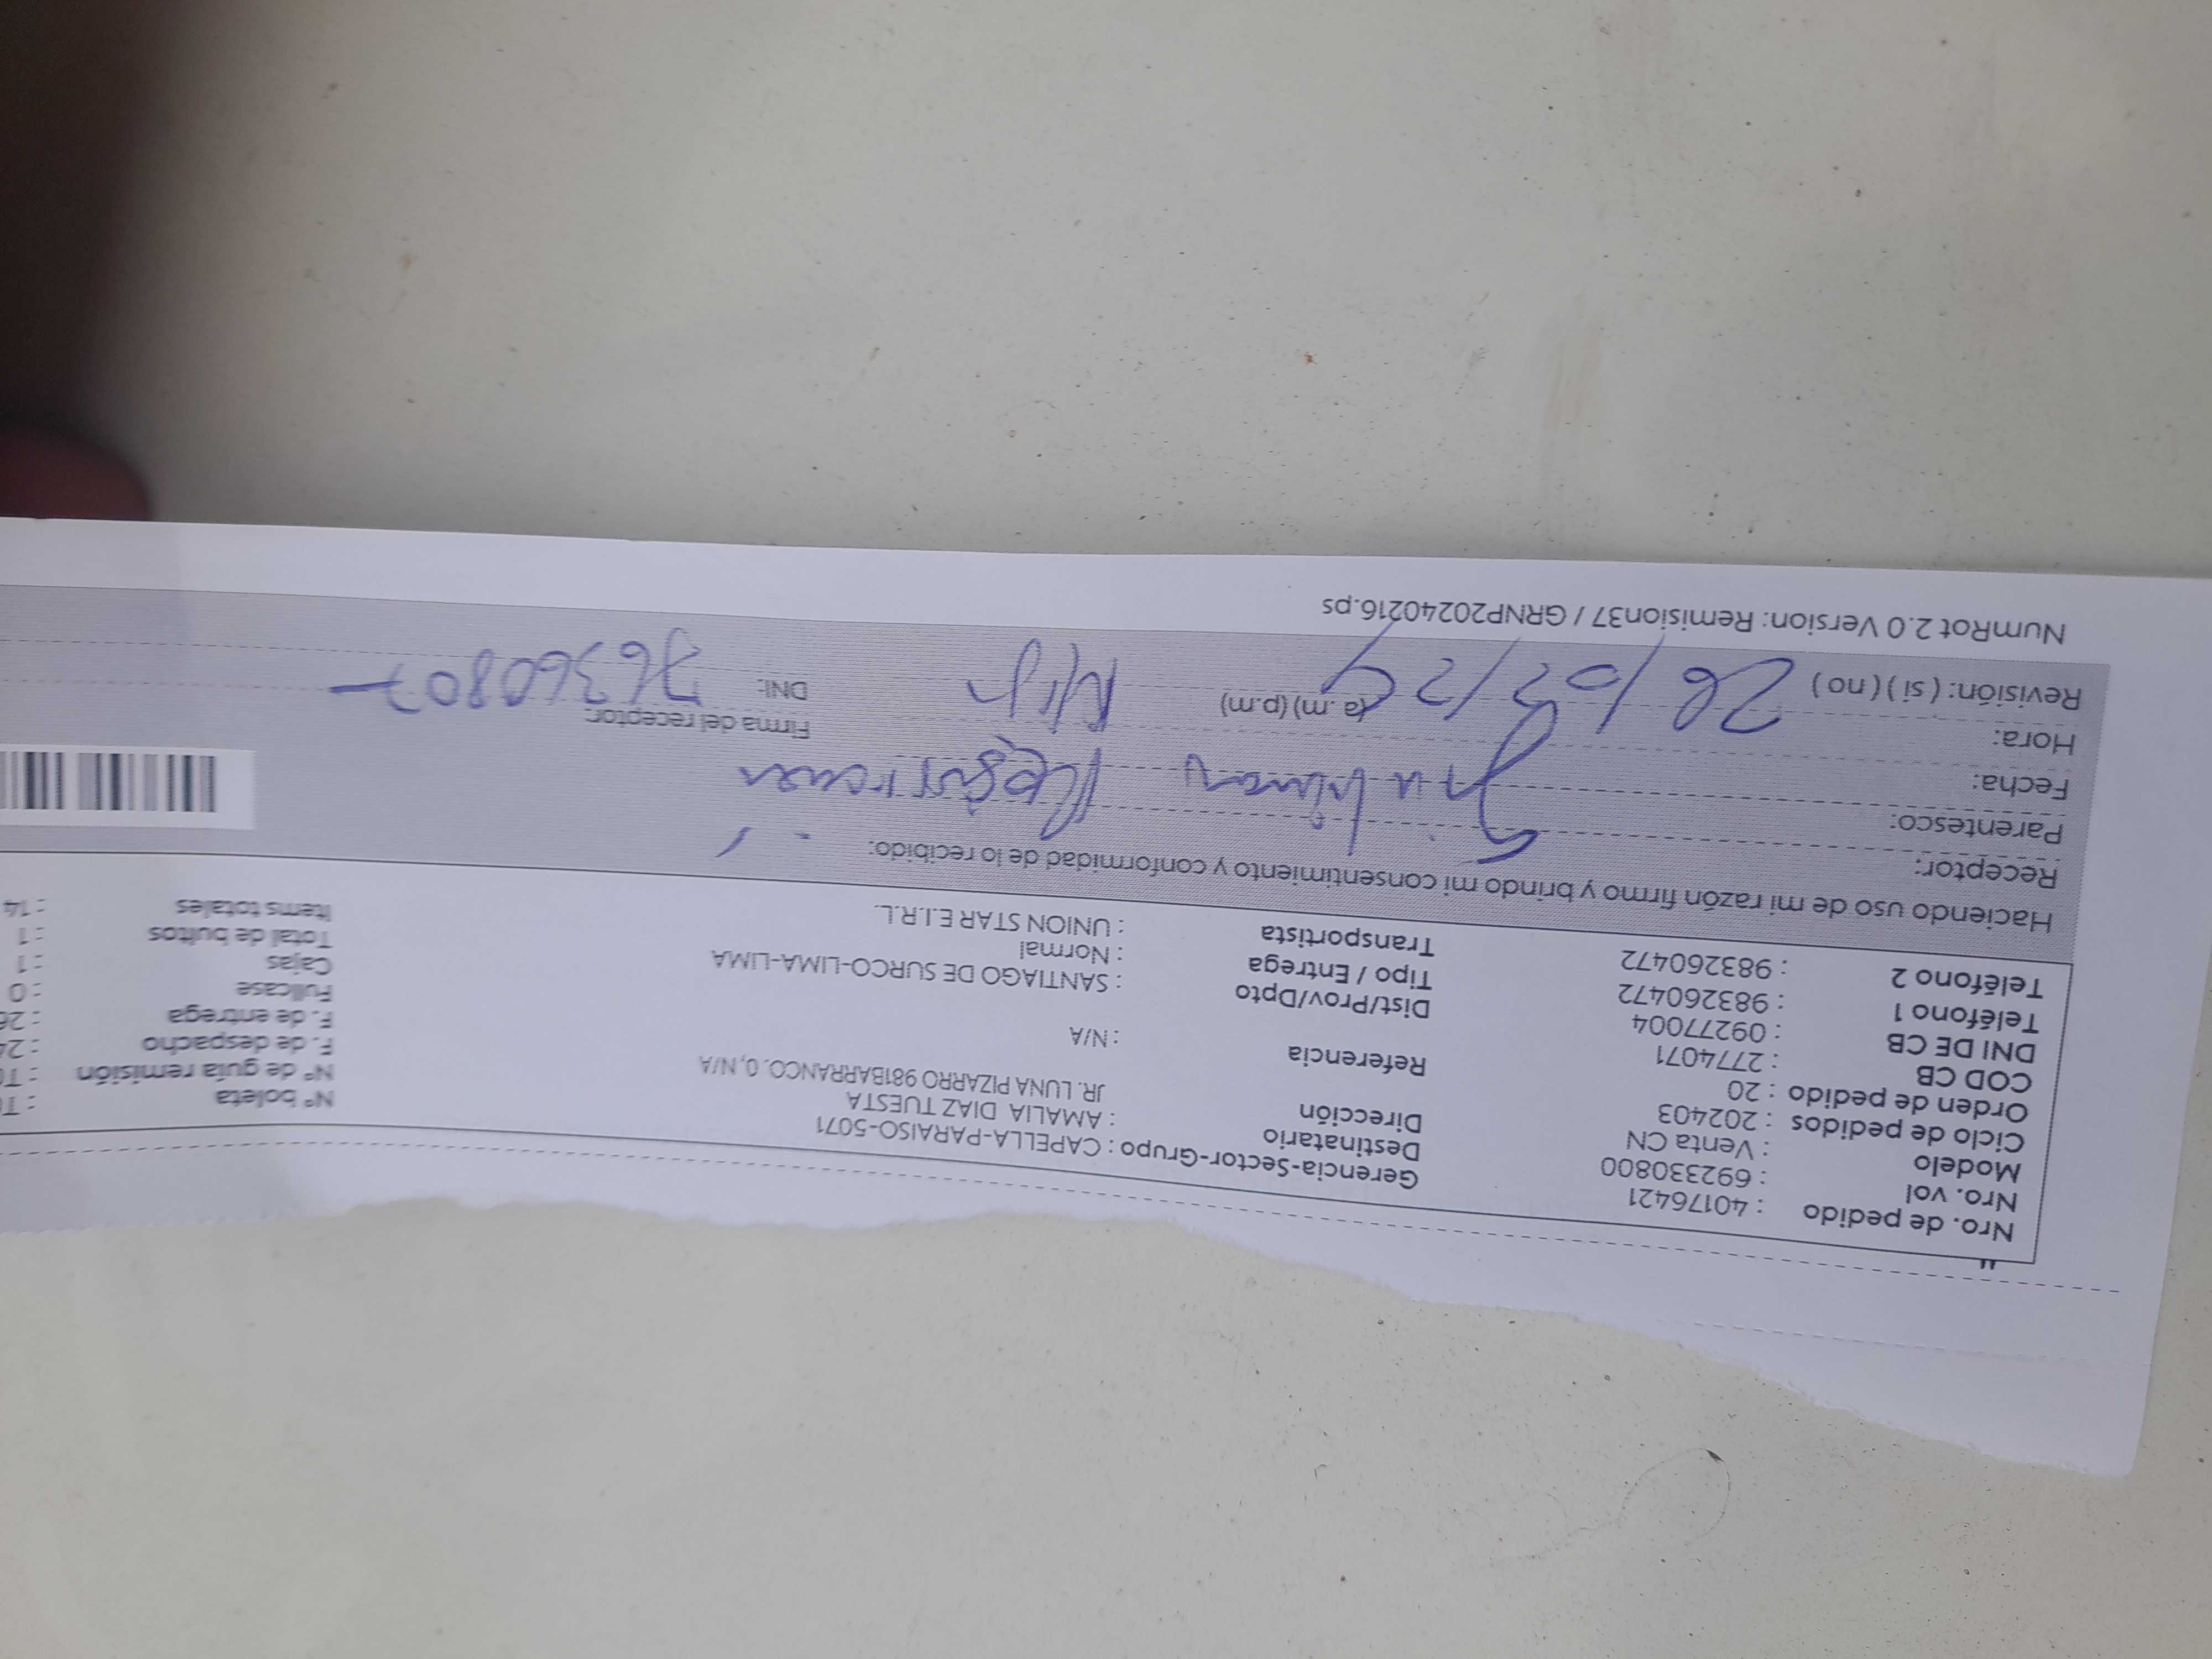 Nro. de pedido : 40176421
Nro. vol : 692330800
Modelo : Venta CN
Ciclo de pedidos : 202403
Orden de pedido : 20
COD CB : 2774071
DNI DE CB : 09277004
Teléfono 1 : 983260472
Teléfono 2 : 983260472
Gerencia-Sector-Grupo : CAPELLA-PARAISO-5071
Destinatario : AMALIA DIAZ TUESTA
Dirección JR. LUNA PIZARRO 981BARRANCO. 0, N/A
Referencia : N/A
Dist/Prov/Dpto : SANTIAGO DE SURCO-LIMA-LIMA
Tipo / Entrega : Normal
Transportista : UNION STAR E.I.R.L.
Nº boleta : T
Nº de guía remisión : T
F. de despacho : 24
F. de entrega : 26
Fullcase : 0
Cajas : 1
Total de bultos : 1
Items totales : 14
Haciendo uso de mi razón firmo y brindo mi consentimiento y conformidad de lo recibido:
Receptor:
Parentesco:
Fecha:
Hora: (a.m) (p.m)
Revisión: ( si ) ( no ) 26/02/24
Firma del receptor:
DNI: 76360807
NumRot 2.0 Version: Remision37 / GRNP20240216.ps